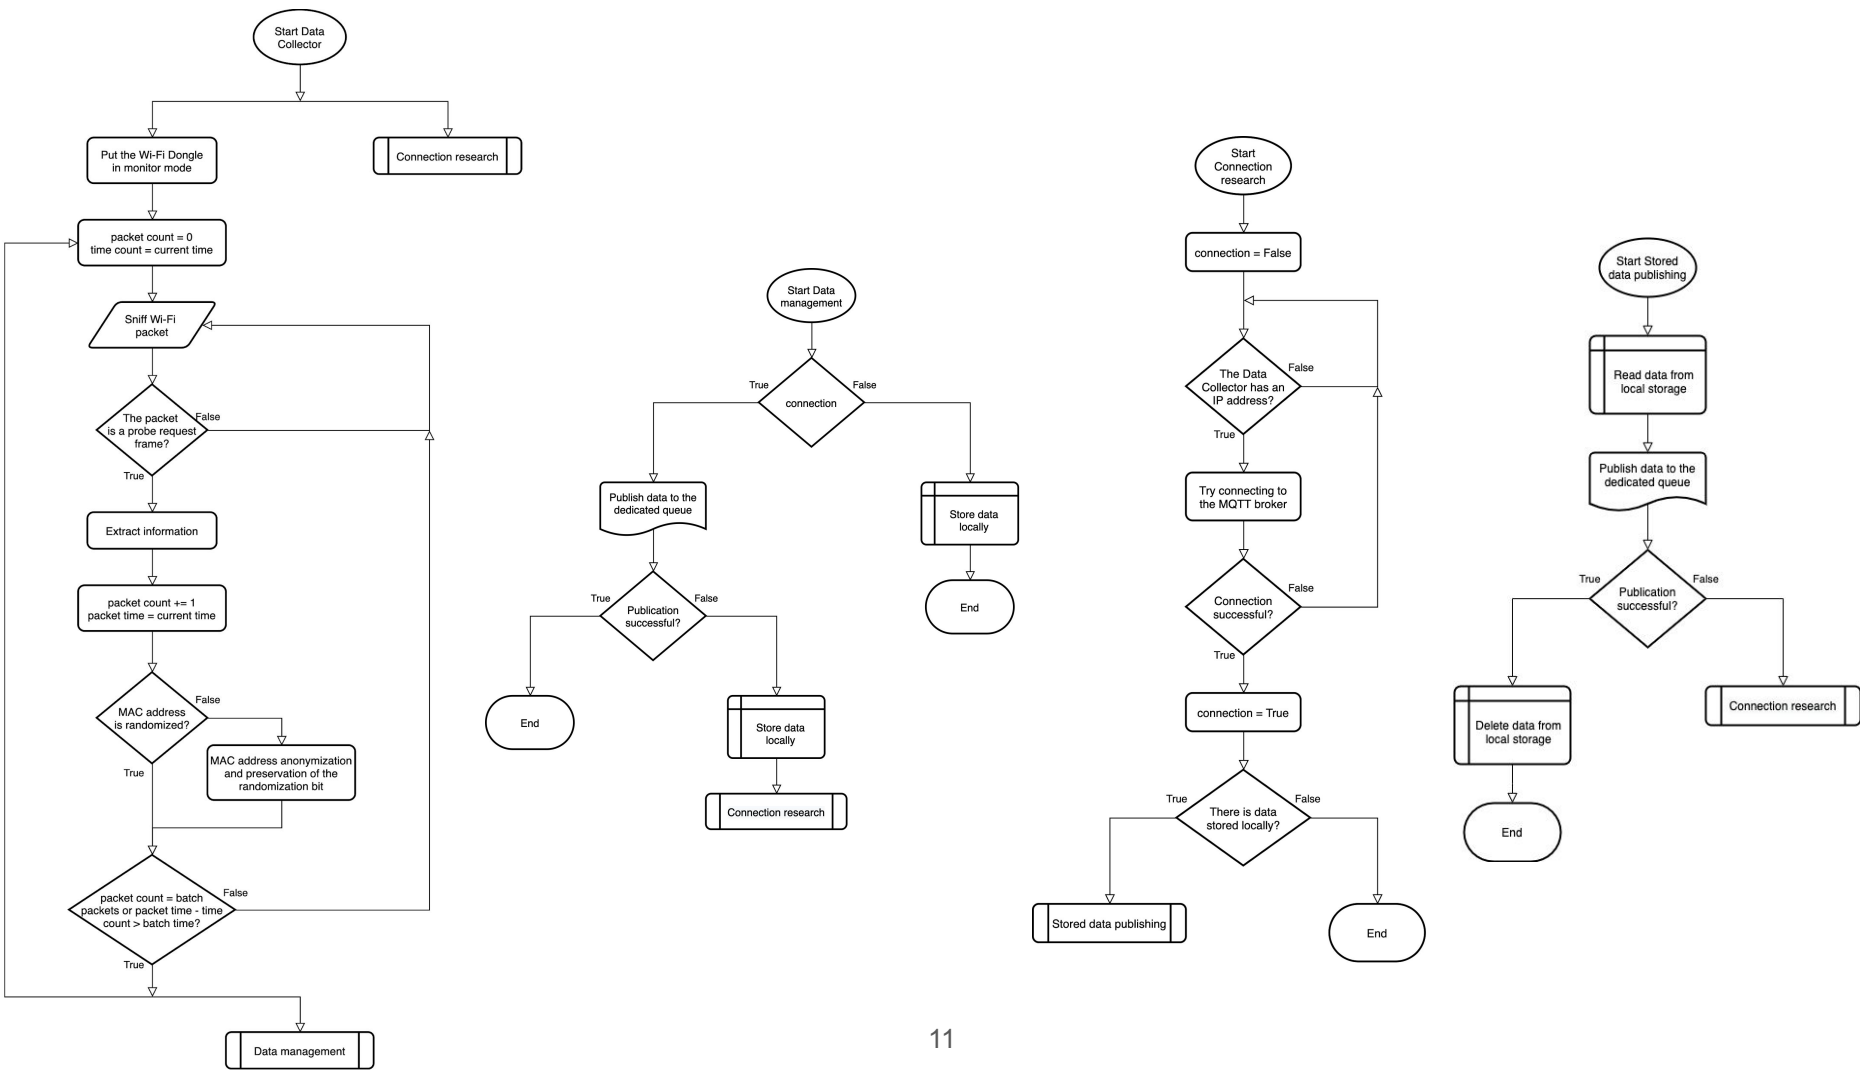 Start Data
Collector
Put the Wi-Fi Dongle
in monitor mode
Connection research
packet count = 0
time count = current time
Sniff Wi-Fi
packet
The packet
is a probe request
frame?
False
True
Extract information
packet count += 1
packet time = current time
MAC address
is randomized?
False
True
MAC address anonymization
and preservation of the
randomization bit
packet count = batch
packets or packet time - time
count > batch time?
False
True
Data management
Start Data
management
connection
True
False
Publish data to the
dedicated queue
Store data
locally
End
Publication
successful?
True
False
End
Store data
locally
Connection research
Start
Connection
research
connection = False
The Data
Collector has an
IP address?
False
True
Try connecting to
the MQTT broker
Connection
successful?
False
True
connection = True
There is data
stored locally?
True
False
Stored data publishing
End
Start Stored
data publishing
Read data from
local storage
Publish data to the
dedicated queue
Publication
successful?
True
False
Delete data from
local storage
Connection research
End
11